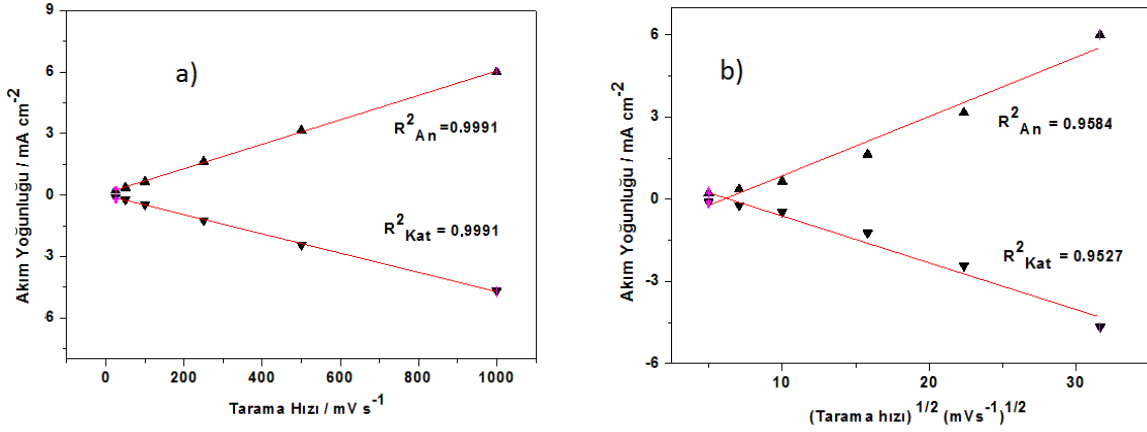 a)
Akım Yoğunluğu / mA cm-2
9
6
3
0
-3
-6
R2An =0.9991
R2Kat = 0,9991
0 200 400 600 800 1000
Tarama Hızı / mV s-1
b)
Akım Yoğunluğu / mA cm-2
6
3
0
-3
-6
R2An = 0.9584
R2Kat = 0.9527
10 20 30
(Tarama hızı) 1/2 (mVs-1)1/2